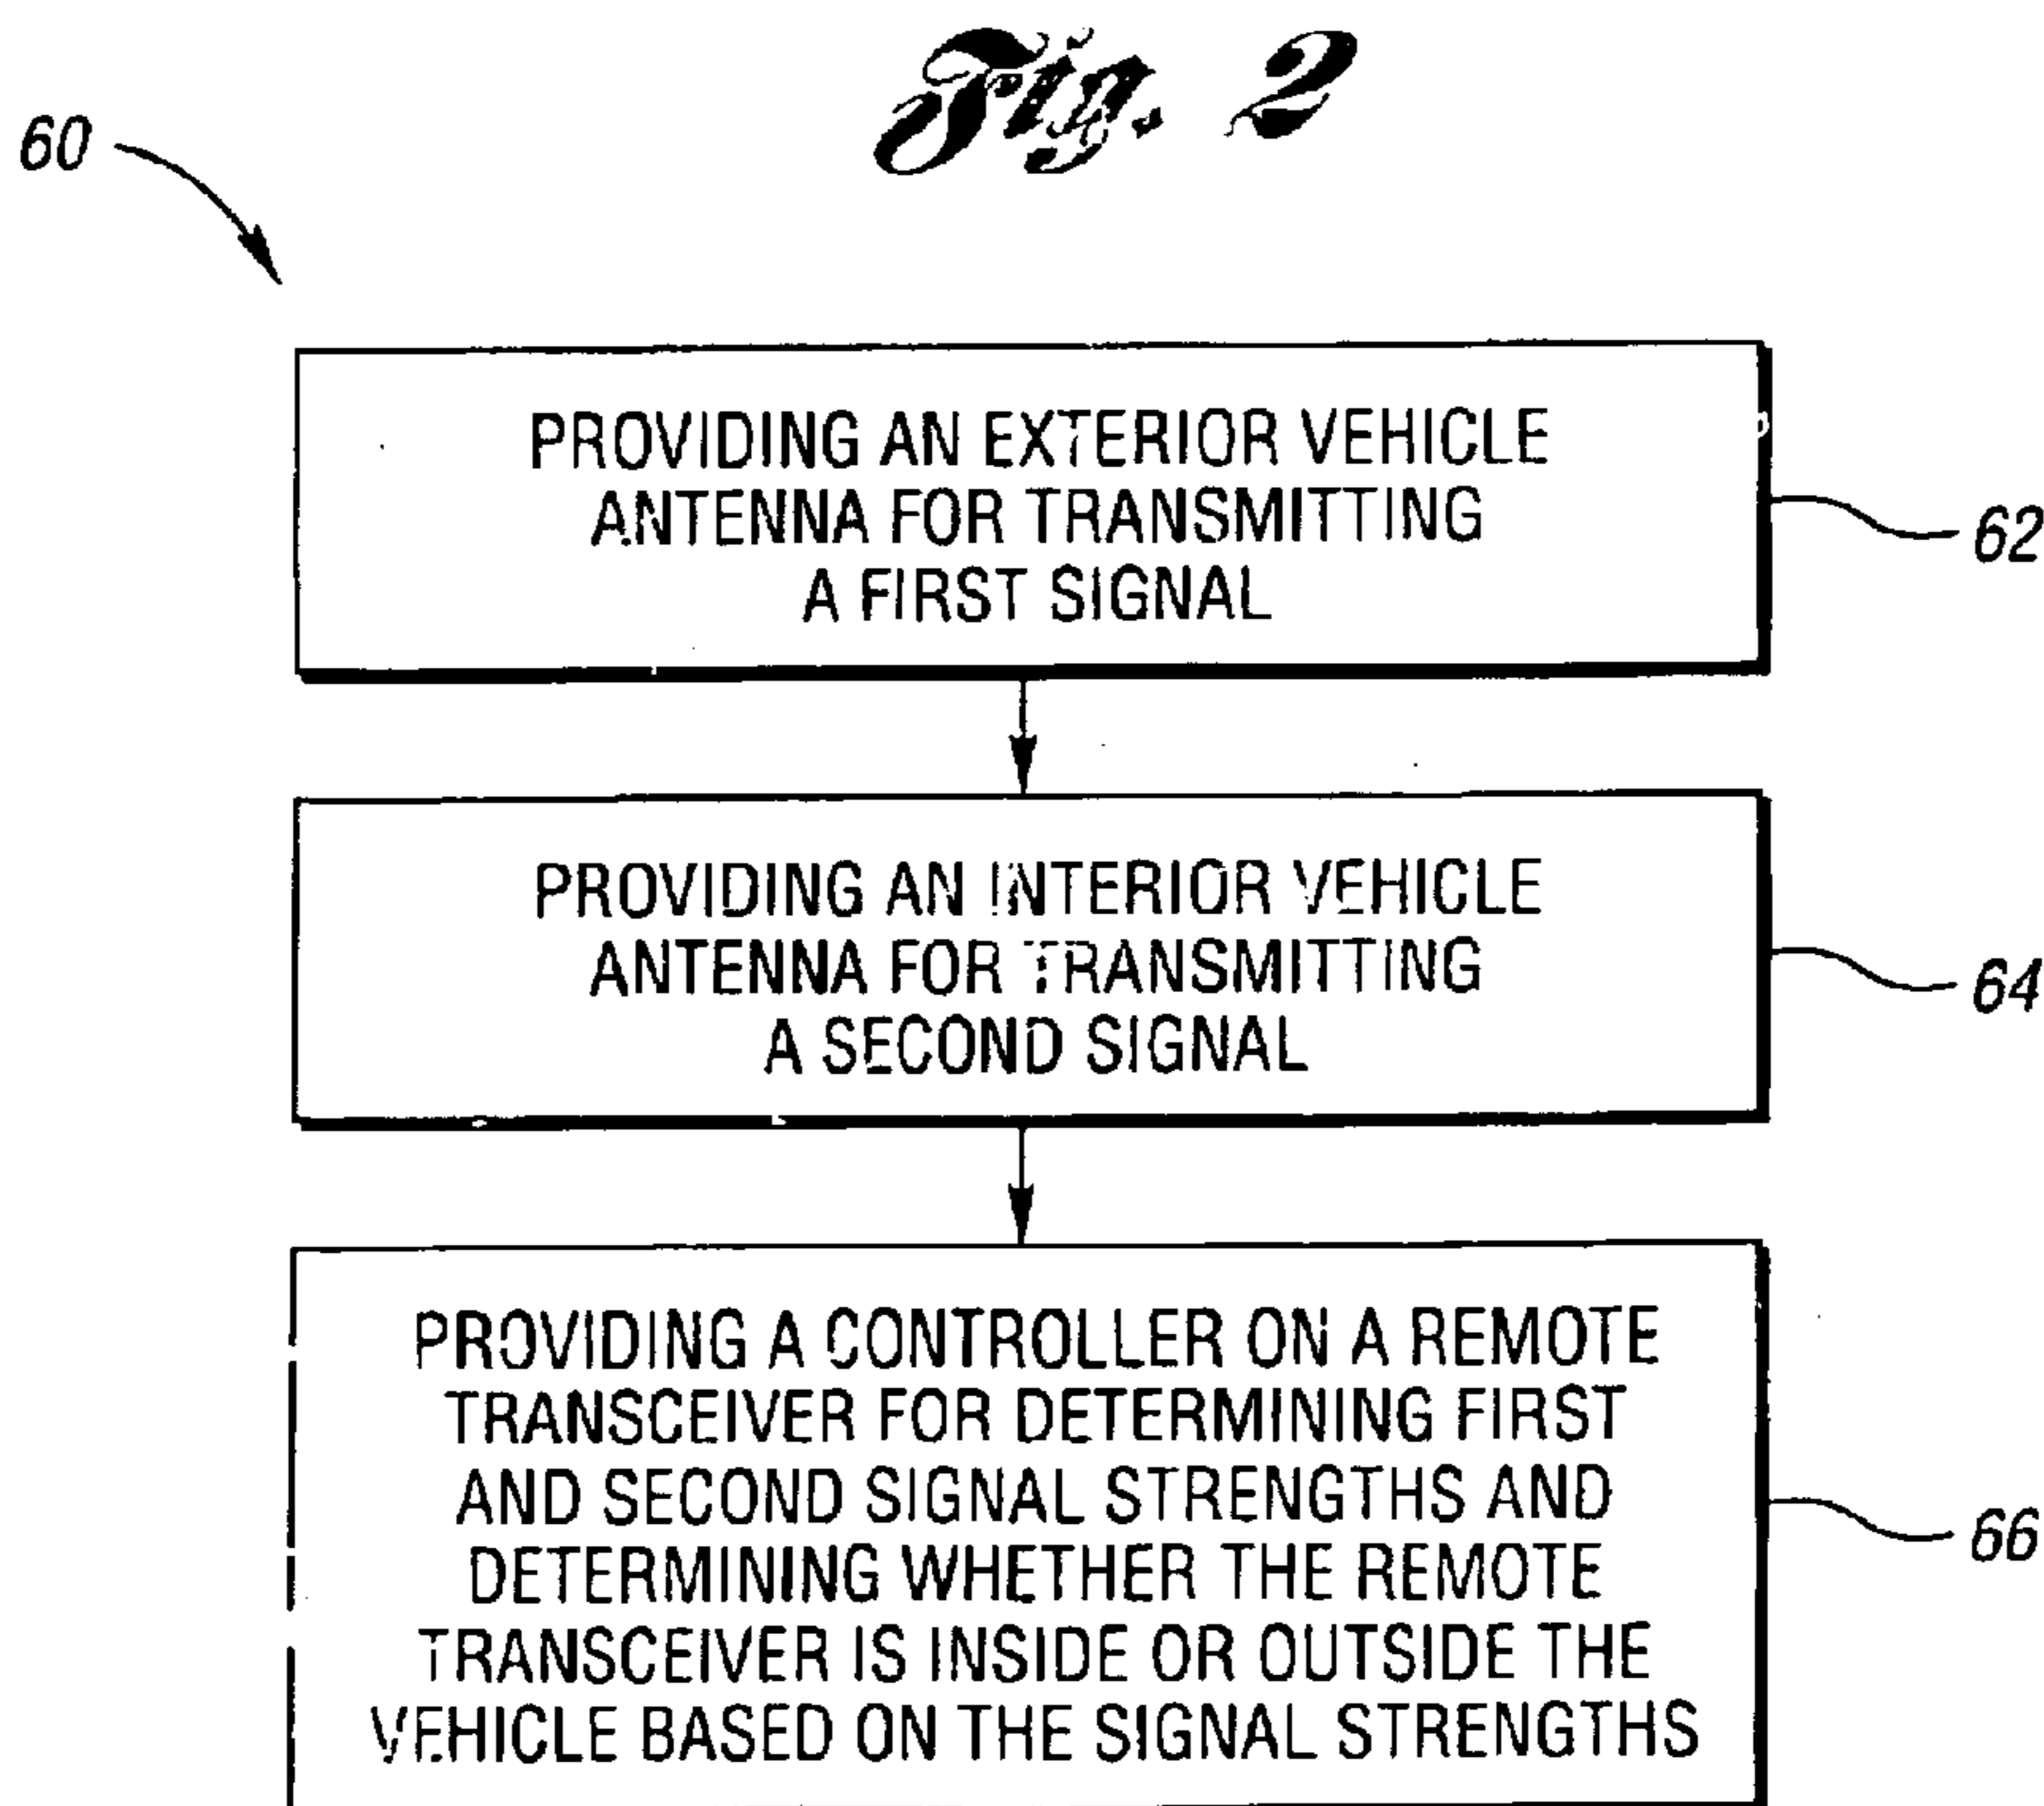 Fig. 2
60
PROVIDING AN EXTERIOR VEHICLE
ANTENNA FOR TRANSMITTING
A FIRST SIGNAL
62
PROVIDING AN INTERIOR VEHICLE
ANTENNA FOR TRANSMITTING
A SECOND SIGNAL
64
PROVIDING A CONTROLLER ON A REMOTE
TRANSCEIVER FOR DETERMINING FIRST
AND SECOND SIGNAL STRENGTHS AND
DETERMINING WHETHER THE REMOTE
TRANSCEIVER IS INSIDE OR OUTSIDE THE
VEHICLE BASED ON THE SIGNAL STRENGTHS
66